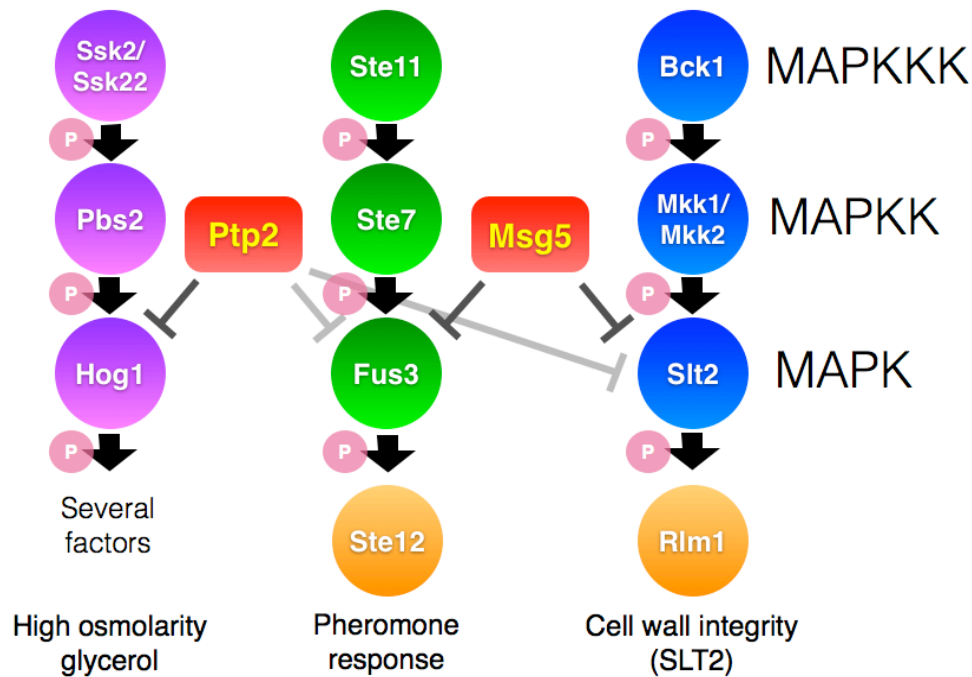 Ssk2/
Ssk22
Ste11
Bck1
MAPKKK
P
P
P
Pbs2
Ptp2
Ste7
Msg5
Mkk1/
Mkk2
MAPKK
P
P
P
Hog1
Fus3
Slt2
MAPK
P
P
P
Several
factors
Ste12
Rlm1
High osmolarity
glycerol
Pheromone
response
Cell wall integrity
(SLT2)